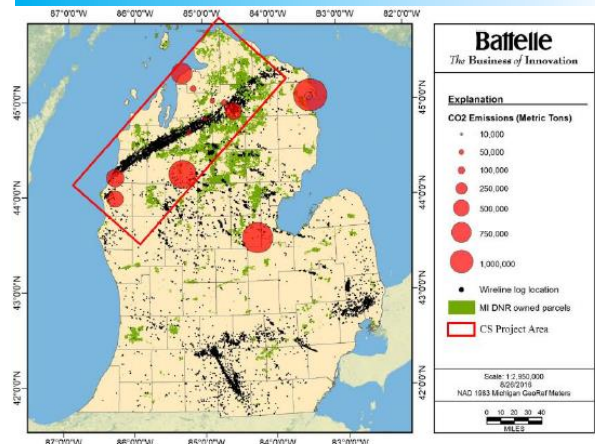 87°0'0"W 86°0'0"W 85°0'0"W 84°0'0"W 83°0'0"W
45°0'0"N 45°0'0"N
44°0'0"N 44°0'0"N
43°0'0"N 43°0'0"N
42°0'0"N 42°0'0"N
87°0'0"W 86°0'0"W 85°0'0"W 84°0'0"W 83°0'0"W
Battelle
The Business of Innovation
Explanation
CO2 Emissions (Metric Tons)
10,000
50,000
100,000
250,000
500,000
750,000
1,000,000
Wireline log location
MI DNR owned parcels
CS Project Area
Scale: 1:2,950,000
8/26/2016
NAD 1983 Michigan GeoRef Meters
0 10 20 30 40
MILES